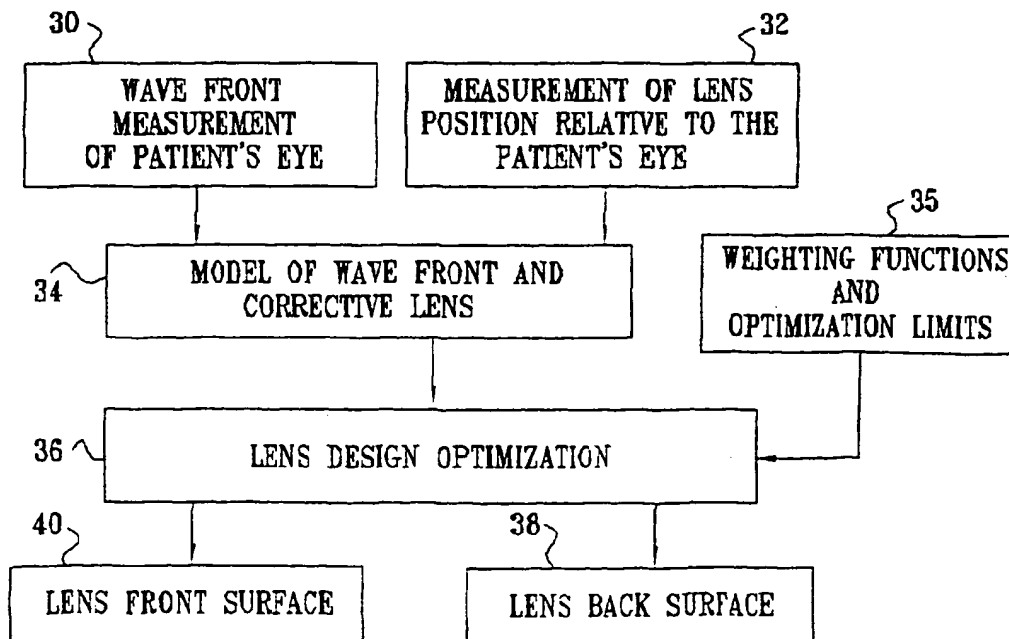 30
WAVE FRONT
MEASUREMENT
OF PATIENT'S EYE
32
MEASUREMENT OF LENS
POSITION RELATIVE TO THE
PATIENT'S EYE
34
MODEL OF WAVE FRONT AND
CORRECTIVE LENS
35
WEIGHTING FUNCTIONS
AND
OPTIMIZATION LIMITS
36
LENS DESIGN OPTIMIZATION
40
LENS FRONT SURFACE
38
LENS BACK SURFACE